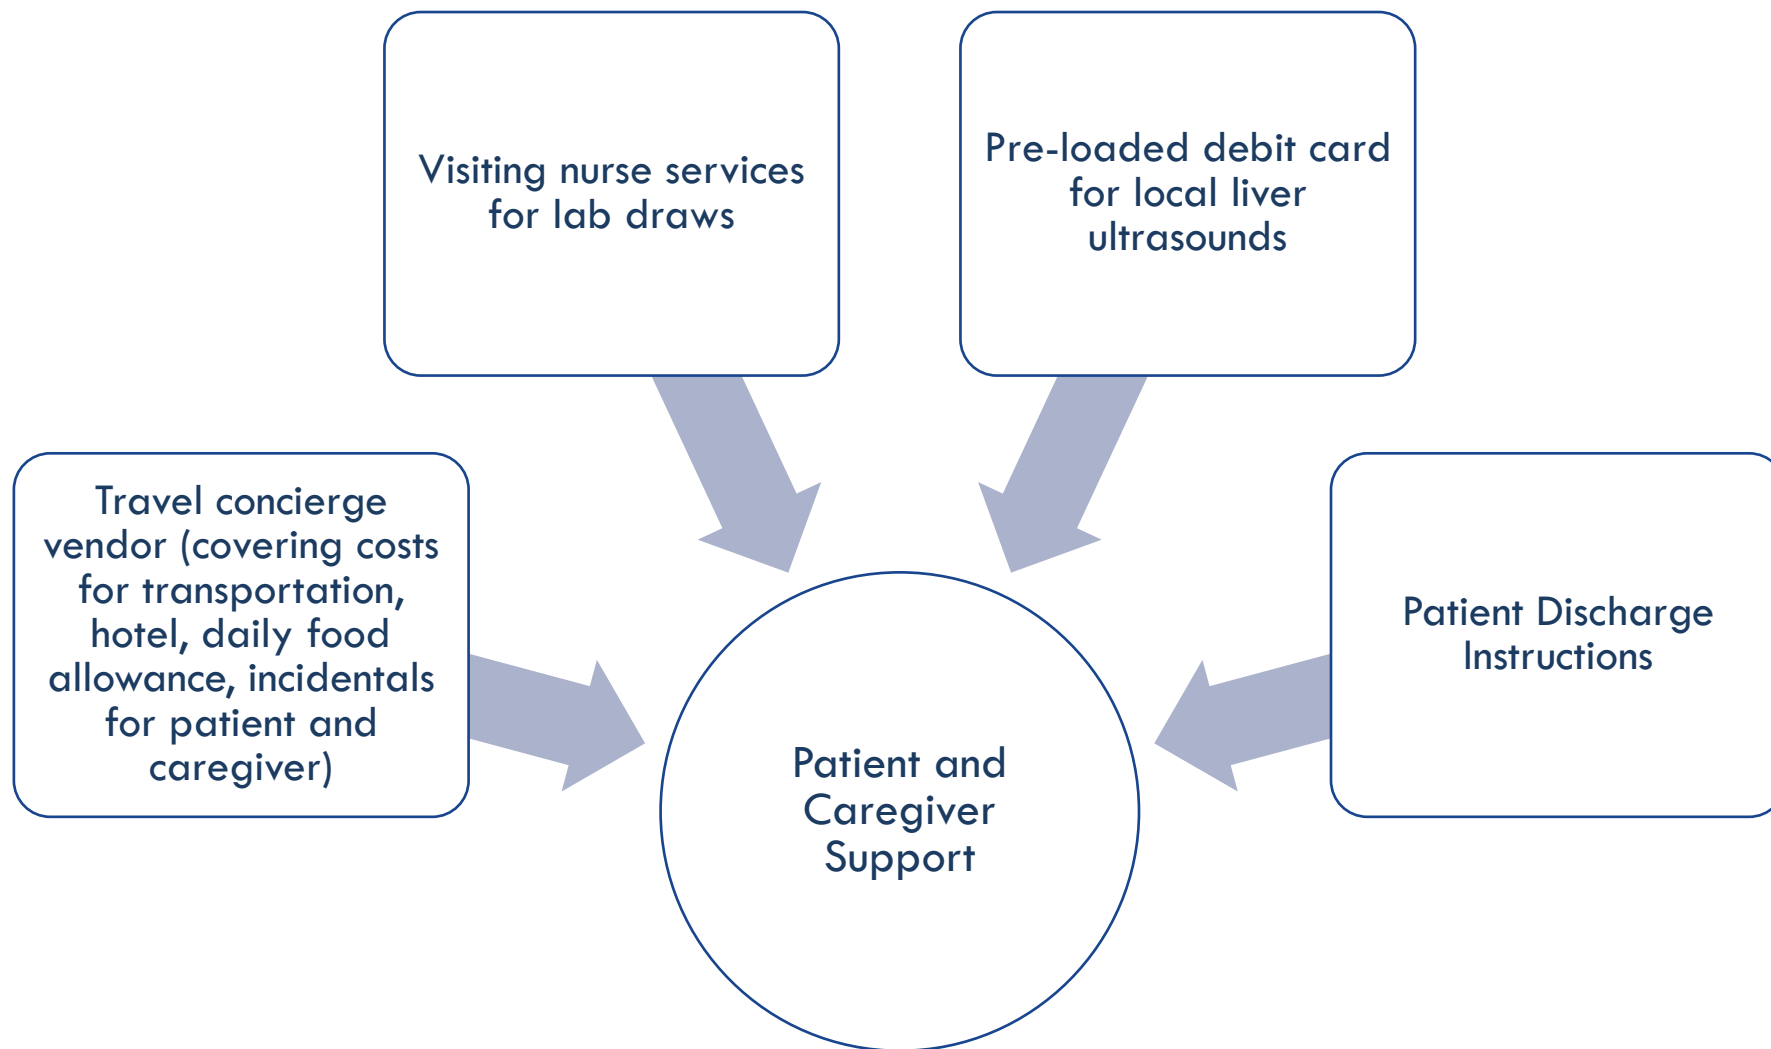 Visiting nurse services
for lab draws
Pre-loaded debit card
for local liver
ultrasounds
Travel concierge
vendor (covering costs
for transportation,
hotel, daily food
allowance, incidentals
for patient and
caregiver)
Patient Discharge
Instructions
Patient and
Caregiver
Support